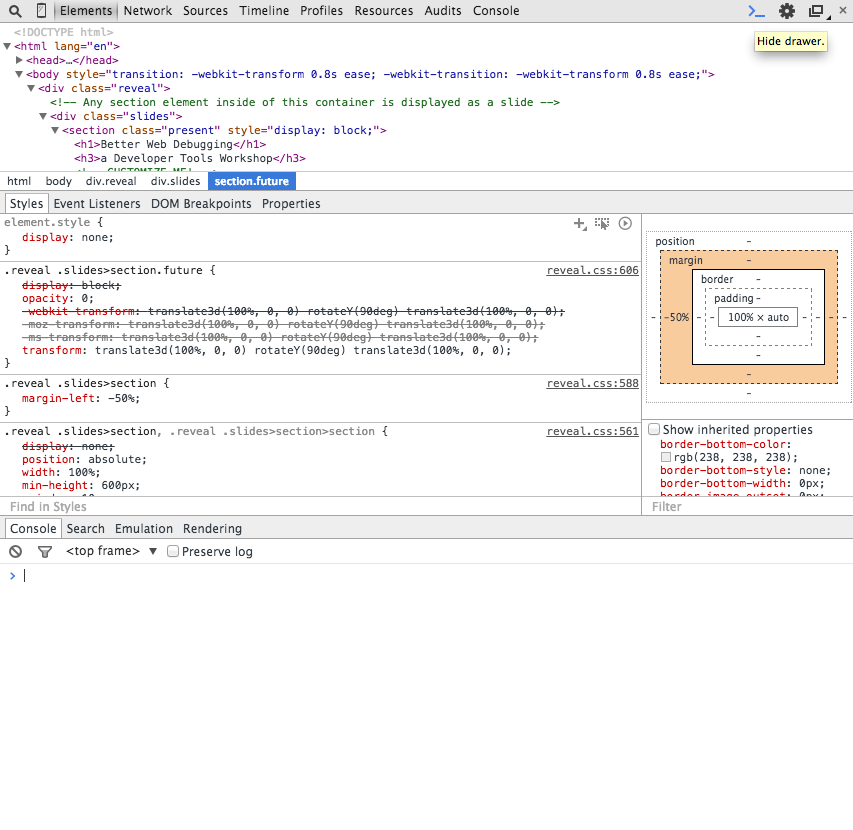 Elements Network Sources Timeline Profiles Resources Audits Console
<!DOCTYPE html>
Hide drawer.
<html lang="en">
<head>…</head>
<body style="transition: -webkit-transform 0.8s ease; -webkit-transition: -webkit-transform 0.8s ease;">
<div class="reveal">
<!-- Any section element inside of this container is displayed as a slide -->
<div class="slides">
<section class="present" style="display: block;">
<h1>Better Web Debugging</h1>
<h3>a Developer Tools Workshop</h3>
html body div.reveal div.slides section.future
Styles Event Listeners DOM Breakpoints Properties
element.style {
display: none;
}
.reveal .slides>section.future { reveal.css:606
display: block;
opacity: 0;
-webkit-transform: translate3d(100%, 0, 0) rotateY(90deg) translate3d(100%, 0, 0);
-moz-transform: translate3d(100%, 0, 0) rotateY(90deg) translate3d(100%, 0, 0);
-ms-transform: translate3d(100%, 0, 0) rotateY(90deg) translate3d(100%, 0, 0);
transform: translate3d(100%, 0, 0) rotateY(90deg) translate3d(100%, 0, 0);
}
.reveal .slides>section { reveal.css:588
margin-left: -50%;
}
.reveal .slides>section, .reveal .slides>section>section { reveal.css:561
display: none;
position: absolute;
width: 100%;
min-height: 600px;
Find in Styles
position -
margin -
border -
padding -
- -50% - - 100% × auto - - - -
-
-
-
-
Show inherited properties
border-bottom-color:
rgb(238, 238, 238);
border-bottom-style: none;
border-bottom-width: 0px;
border-image-outset: 0px;
Filter
Console Search Emulation Rendering
<top frame> ▼ Preserve log
>